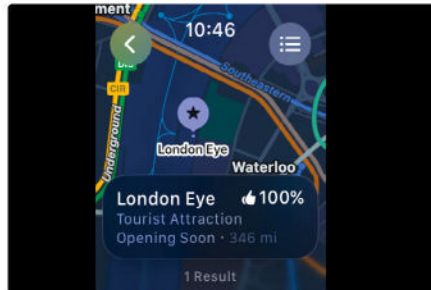 ment
10:46
DIS
CIR
Southeastern
Underground
London Eye
Waterloo
London Eye 100%
Tourist Attraction
Opening Soon · 346 mi
1 Result